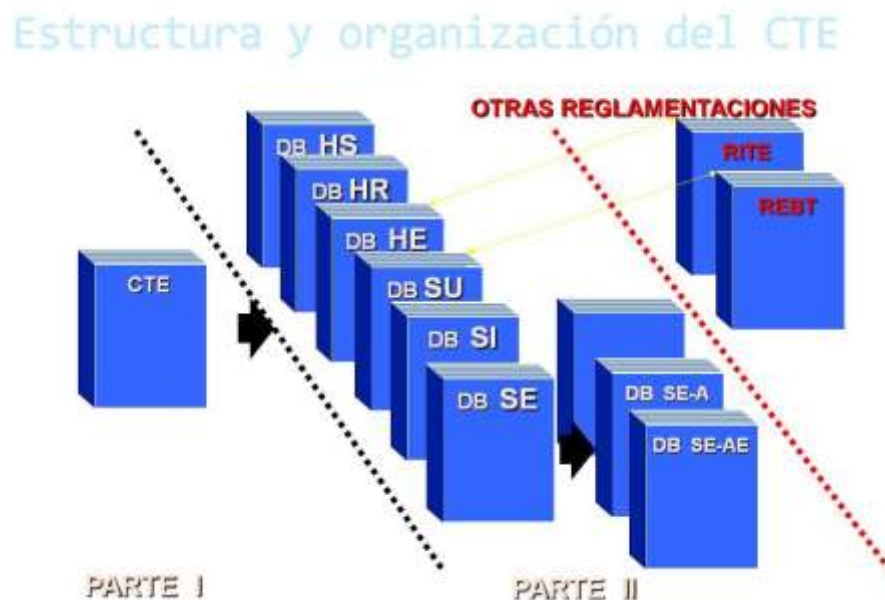 Estructura y organización del CTE
OTRAS REGLAMENTACIONES
DB HS
RITE
DB HR
REBT
DB HE
CTE
DB SU
DB SI
DB SE
DB SE-A
DB SE-AE
PARTE I
PARTE II